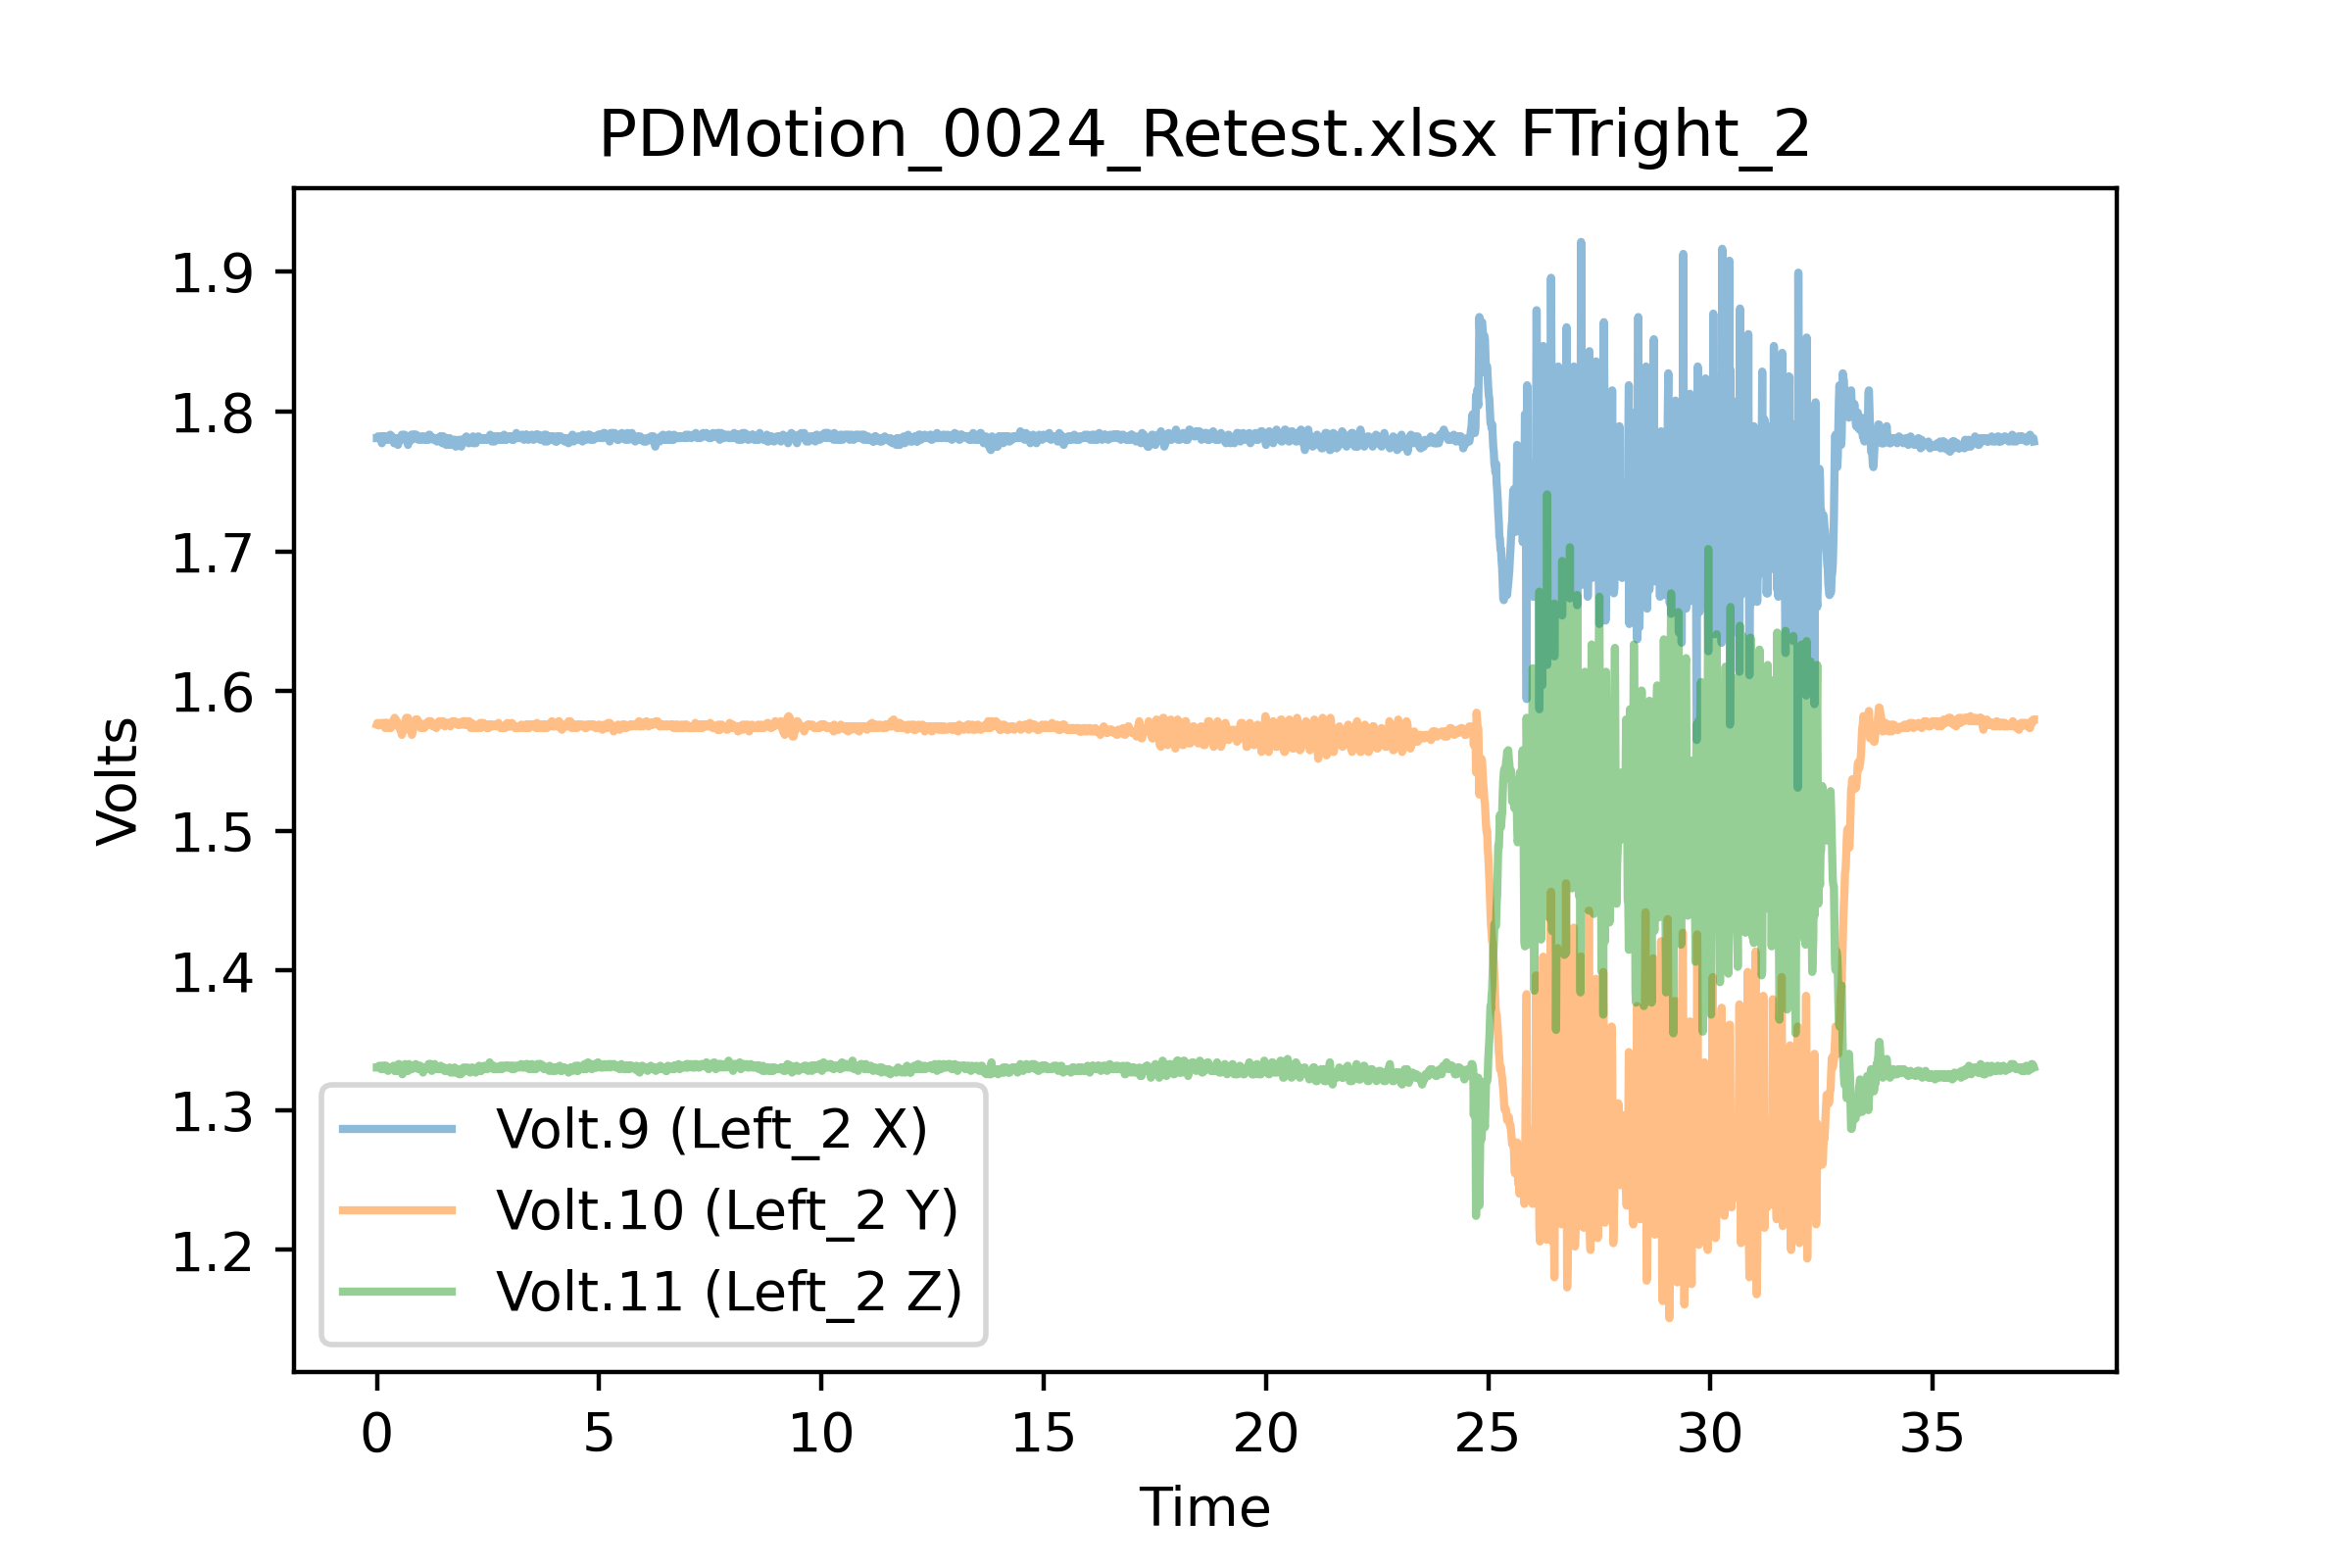 PDMotion_0024_Retest.xlsx FTright_2
1.9
1.8
1.7
1.6
1.5
1.4
1.3
1.2
Volts
Volt.9 (Left_2 X)
Volt.10 (Left_2 Y)
Volt.11 (Left_2 Z)
0 5 10 15 20 25 30 35
Time